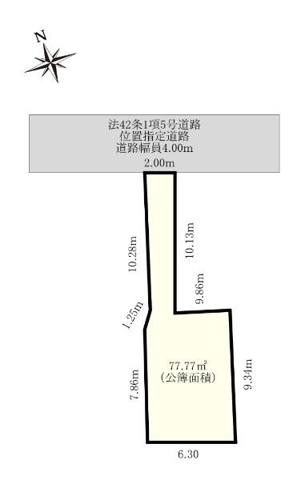 N
法42条1項5号道路
位置指定道路
道路幅員4.00m
2.00m
10.28m
10.13m
9.86m
1.25m
77.77㎡
(公簿面積)
7.86m
9.34m
6.30